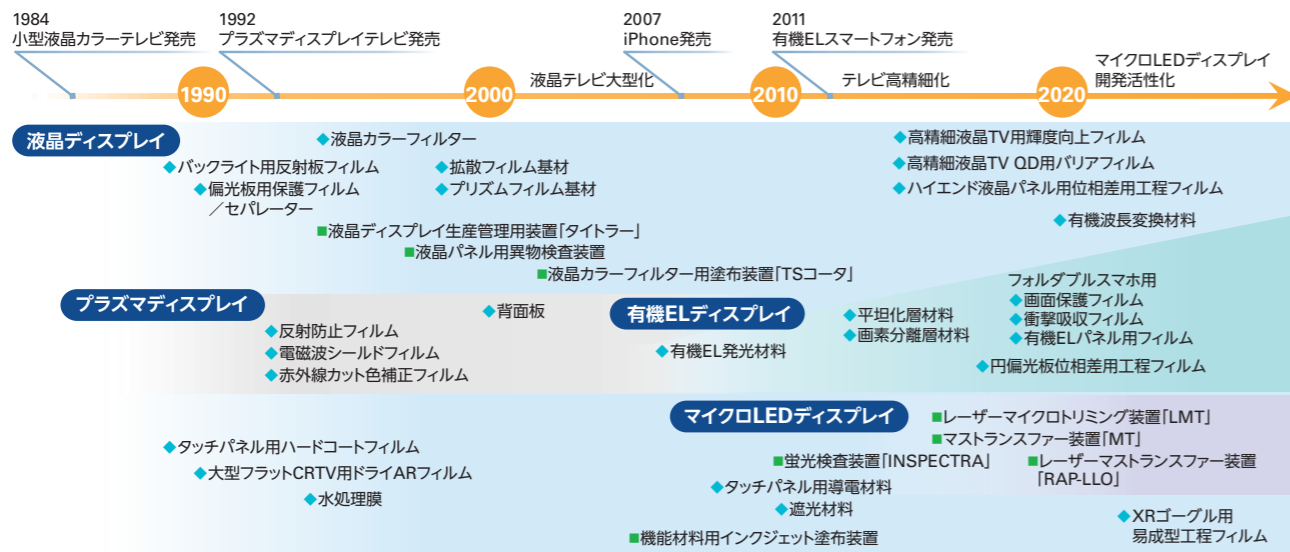 1984
小型液晶カラーテレビ発売
1992
プラズマディスプレイテレビ発売
2007
iPhone発売
2011
有機ELスマートフォン発売
液晶テレビ大型化
テレビ高精細化
マイクロLEDディスプレイ
開発活性化
1990
2000
2010
2020
液晶ディスプレイ
◆液晶カラーフィルター
◆バックライト用反射板フィルム
◆拡散フィルム基材
◆偏光板用保護フィルム
／セパレーター
◆プリズムフィルム基材
■液晶ディスプレイ生産管理用装置「タイトラー」
■液晶パネル用異物検査装置
■液晶カラーフィルター用塗布装置「TSコータ」
◆高精細液晶TV用輝度向上フィルム
◆高精細液晶TV QD用バリアフィルム
◆ハイエンド液晶パネル用位相差用工程フィルム
◆有機波長変換材料
プラズマディスプレイ
◆背面板
◆反射防止フィルム
◆電磁波シールドフィルム
◆赤外線カット色補正フィルム
有機ELディスプレイ
◆有機EL発光材料
◆平坦化層材料
◆画素分離層材料
フォルダブルスマホ用
◆画面保護フィルム
◆衝撃吸収フィルム
◆有機ELパネル用フィルム
◆円偏光板位相差用工程フィルム
マイクロLEDディスプレイ
■レーザーマイクロトリミング装置「LMT」
■マストランスファー装置「MT」
■蛍光検査装置「INSPECTRA」
■レーザーマストランスファー装置
「RAP-LLO」
◆タッチパネル用ハードコートフィルム
◆大型フラットCRTV用ドライARフィルム
◆水処理膜
◆タッチパネル用導電材料
◆遮光材料
■機能材料用インクジェット塗布装置
◆XRゴーグル用
易成型工程フィルム